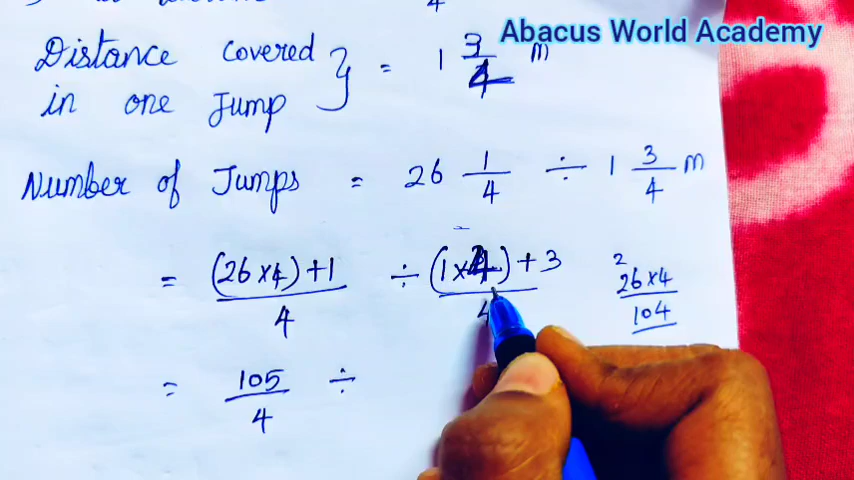 Abacus World Academy
Distance covered } = 1 3/4 m
in one Jump
Number of Jumps = 26 1/4 ÷ 1 3/4 m
= (26×4)+1/4 ÷ (1×4)+3/4
26×4
104
= 105/4 ÷